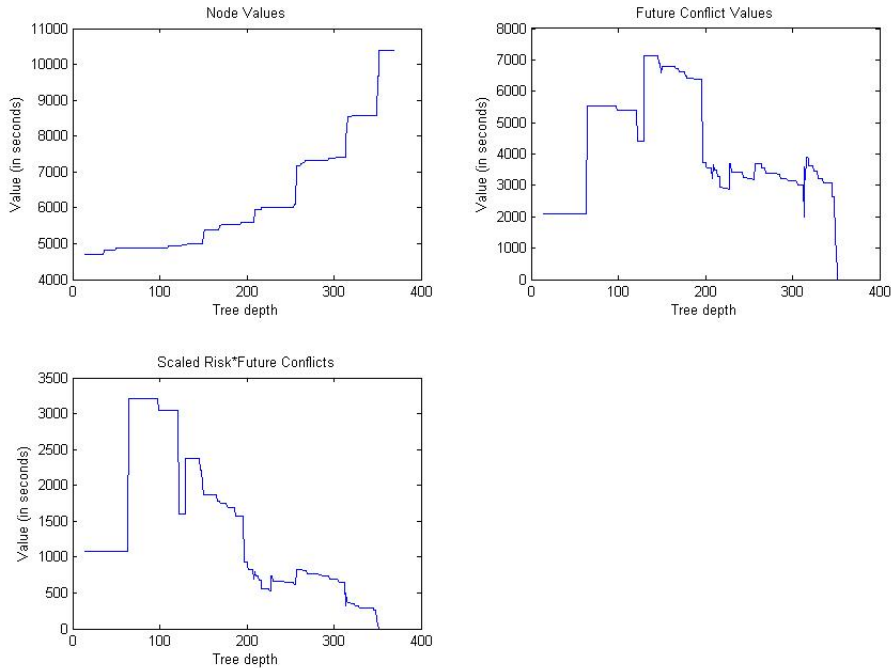 Node Values
Value (in seconds)
11000
10000
9000
8000
7000
6000
5000
4000
0 100 200 300 400
Tree depth
Future Conflict Values
Value (in seconds)
8000
7000
6000
5000
4000
3000
2000
1000
0
0 100 200 300 400
Tree depth
Scaled Risk*Future Conflicts
Value (in seconds)
3500
3000
2500
2000
1500
1000
500
0
0 100 200 300 400
Tree depth